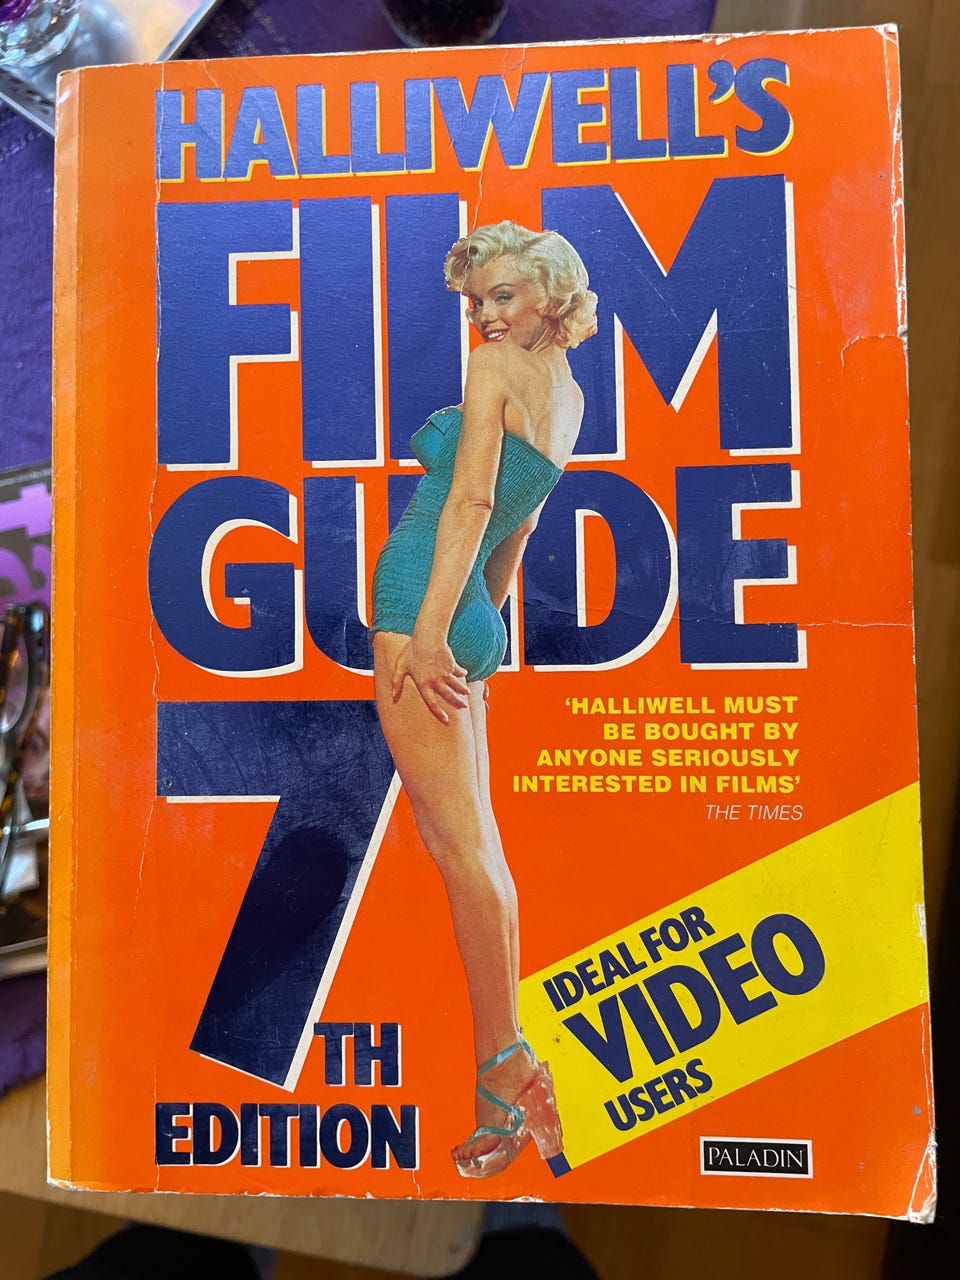 HALLIWELL'S
FILM
GUIDE
7TH
EDITION
'HALLIWELL MUST
BE BOUGHT BY
ANYONE SERIOUSLY
INTERESTED IN FILMS'
THE TIMES
IDEAL FOR
VIDEO
USERS
PALADIN